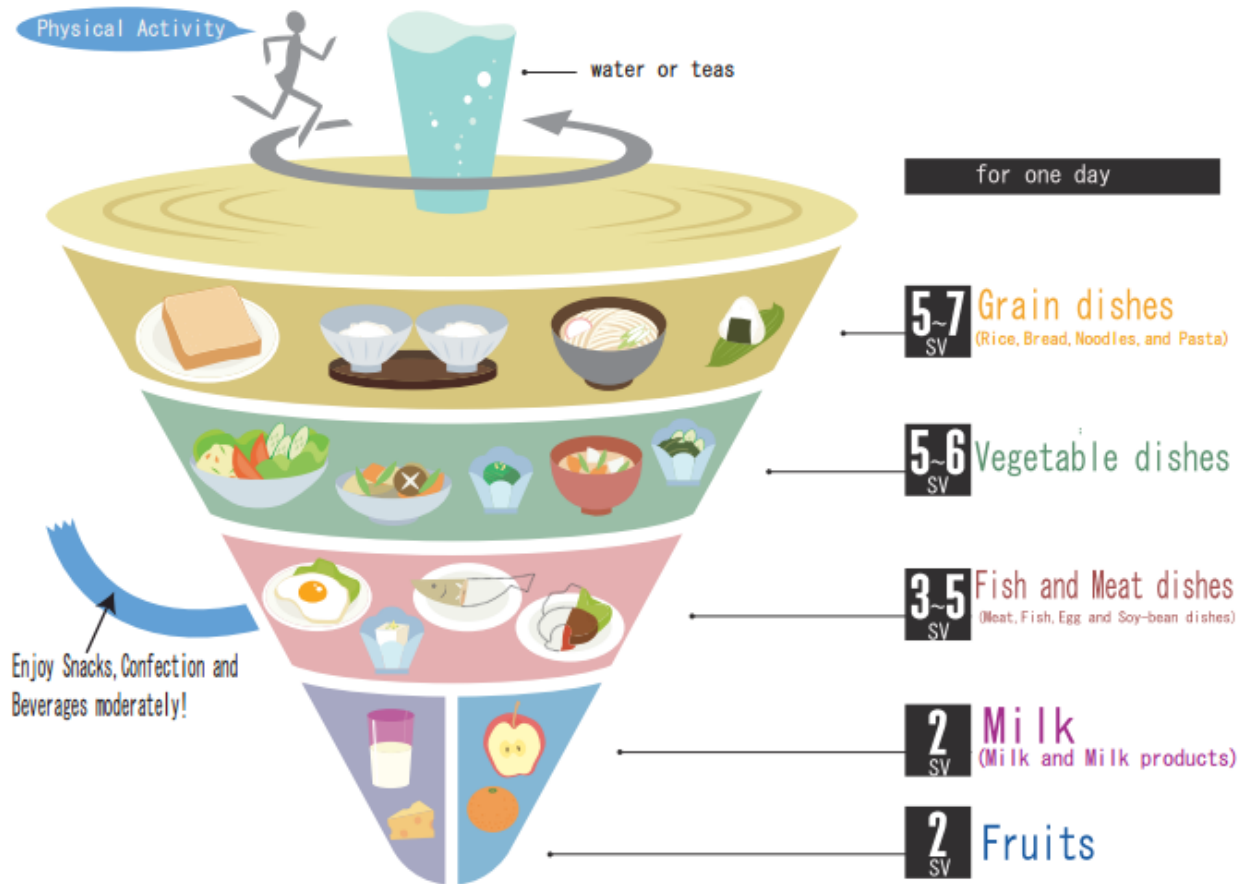 Physical Activity
water or teas
for one day
5~7
SV
Grain dishes
(Rice, Bread, Noodles, and Pasta)
5~6
SV
Vegetable dishes
3~5
SV
Fish and Meat dishes
(Meat, Fish, Egg and Soy-bean dishes)
Enjoy Snacks, Confection and
Beverages moderately!
2
SV
Milk
(Milk and Milk products)
2
SV
Fruits